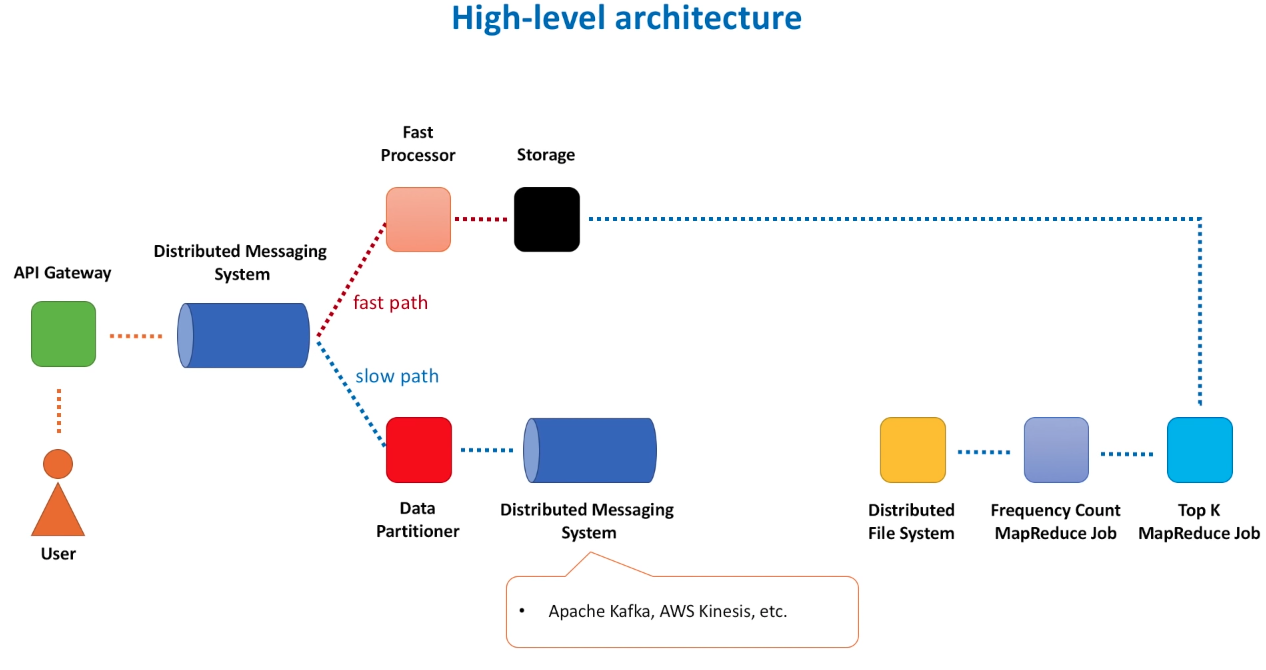 High-level architecture
Fast
Processor
Storage
Distributed Messaging
System
API Gateway
fast path
slow path
Data
Partitioner
Distributed Messaging
System
Distributed
File System
Frequency Count
MapReduce Job
Top K
MapReduce Job
User
• Apache Kafka, AWS Kinesis, etc.